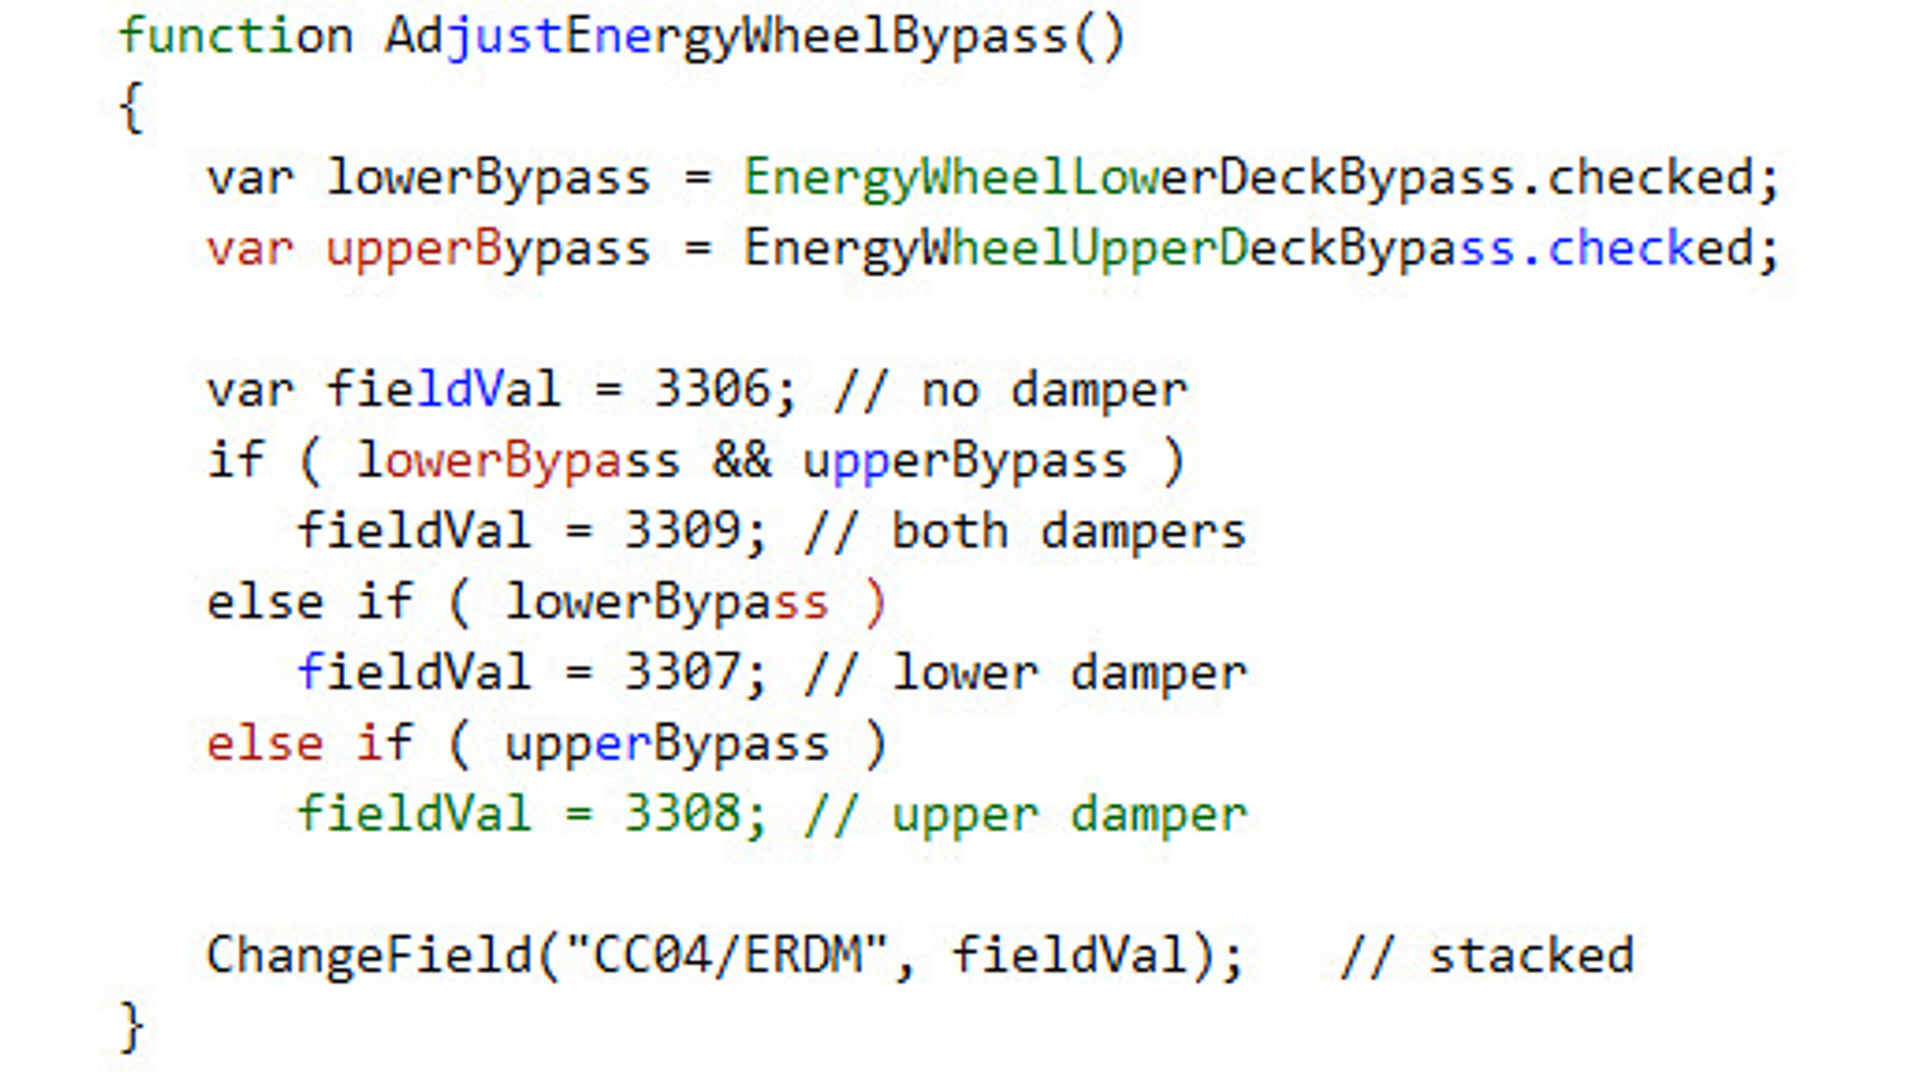 function AdjustEnergyWheelBypass()
{
   var lowerBypass = EnergyWheelLowerDeckBypass.checked;
   var upperBypass = EnergyWheelUpperDeckBypass.checked;

   var fieldVal = 3306; // no damper
   if ( lowerBypass && upperBypass )
      fieldVal = 3309; // both dampers
   else if ( lowerBypass )
      fieldVal = 3307; // lower damper
   else if ( upperBypass )
      fieldVal = 3308; // upper damper

   ChangeField("CC04/ERDM", fieldVal);   // stacked
}